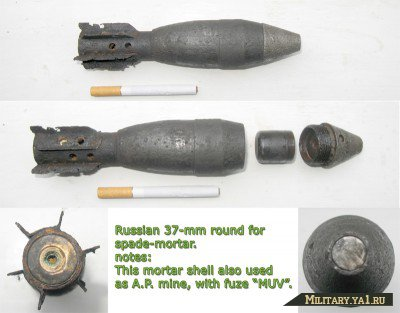 Russian 37-mm round for
spade-mortar.
notes:
This mortar shell also used
as A.P. mine, with fuze "MUV".
Military.ya1.ru